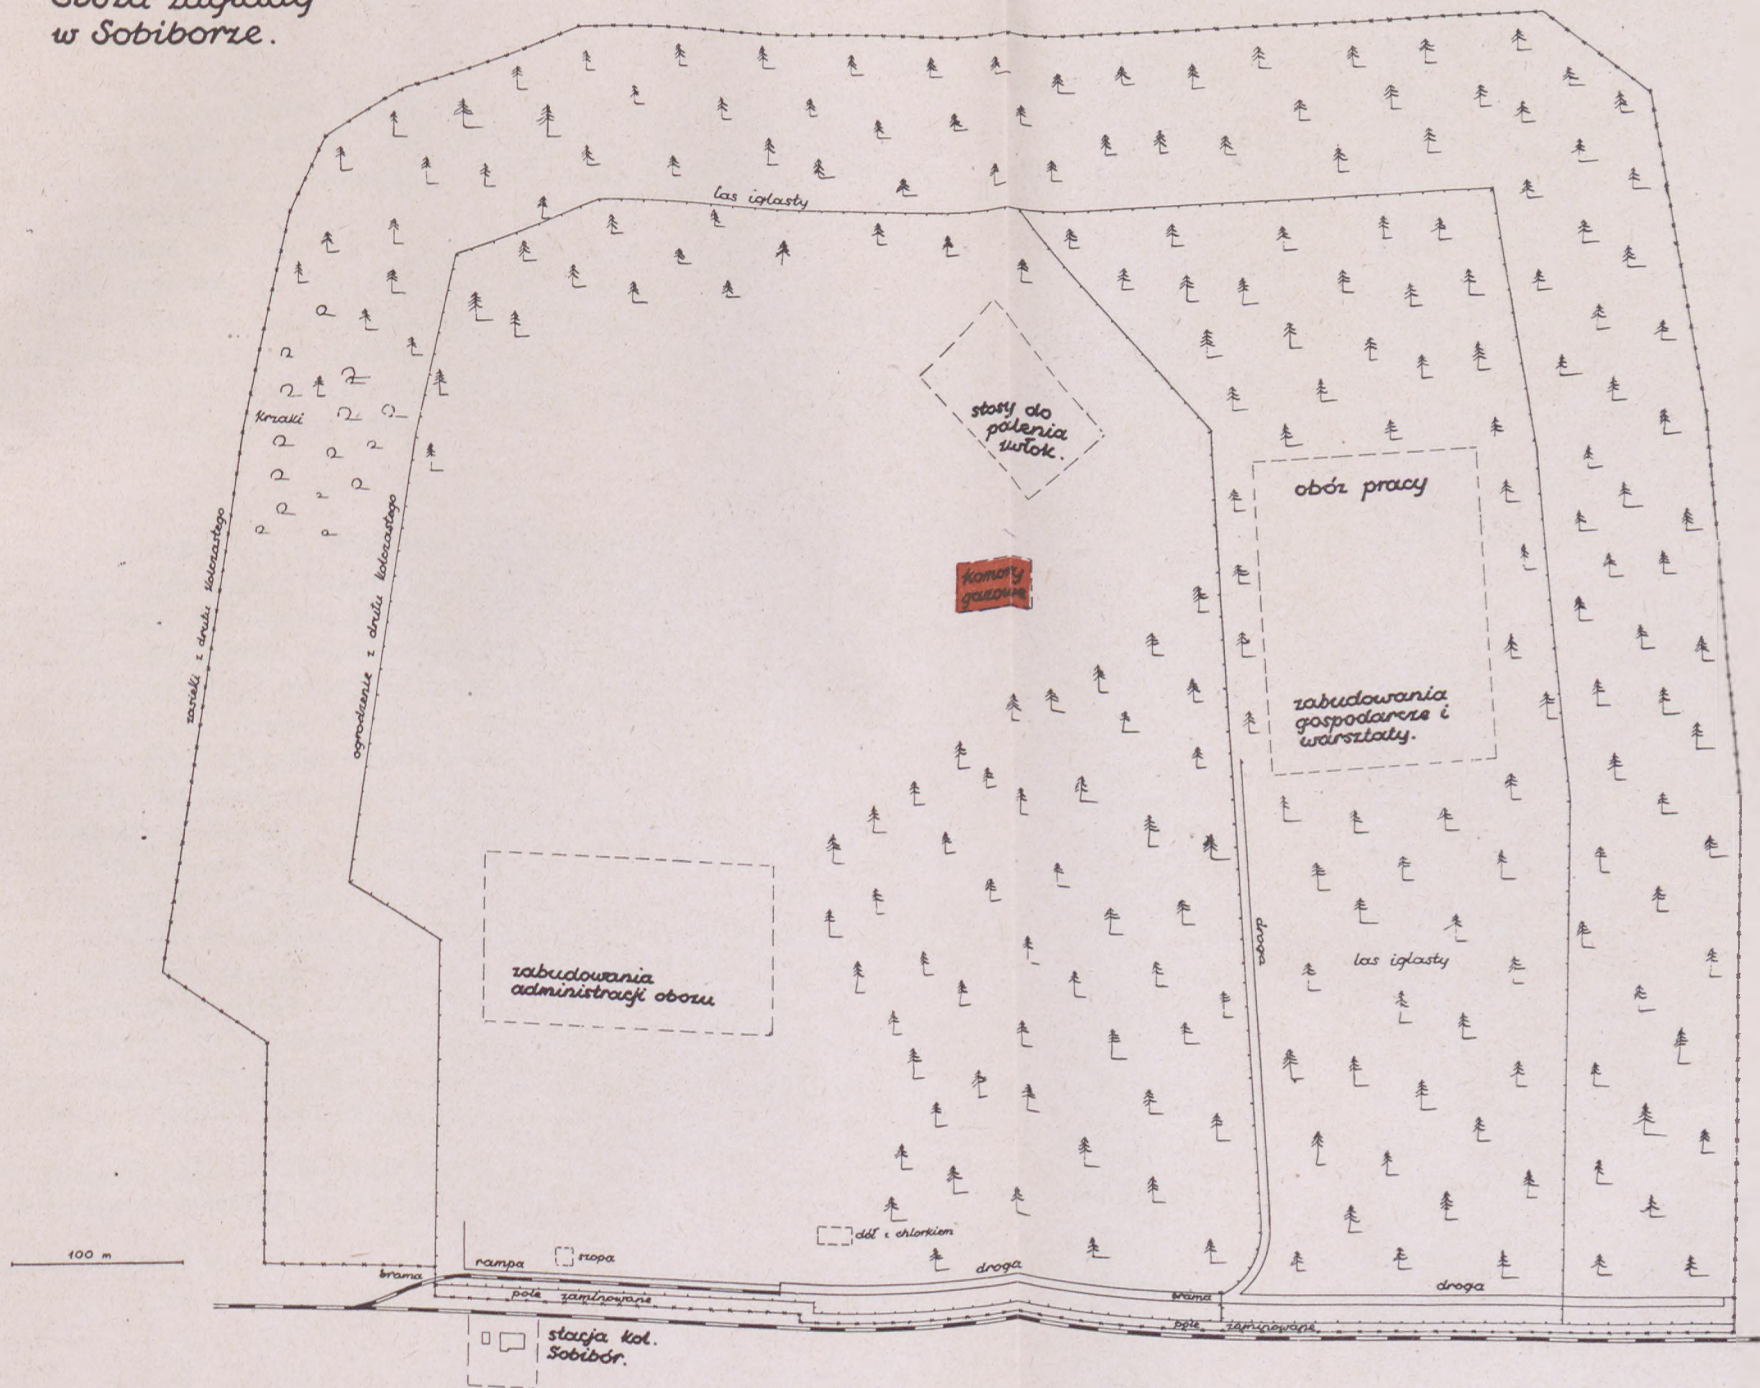 obozu zagłady
w Sobiborze.
las iglasty
krzaki
stosy do
palenia
zwłok.
obóz pracy
zasieki z drutu kolczastego
ogrodzenie z drutu kolczastego
komory
gazowe
zabudowania
gospodarcze i
warsztaty.
droga
las iglasty
zabudowania
administracji obozu
dół z chlorkiem
100 m
brama
rampa
szopa
droga
droga
pole zaminowane
brama
pole zaminowane
stacja kol.
Sobibór.